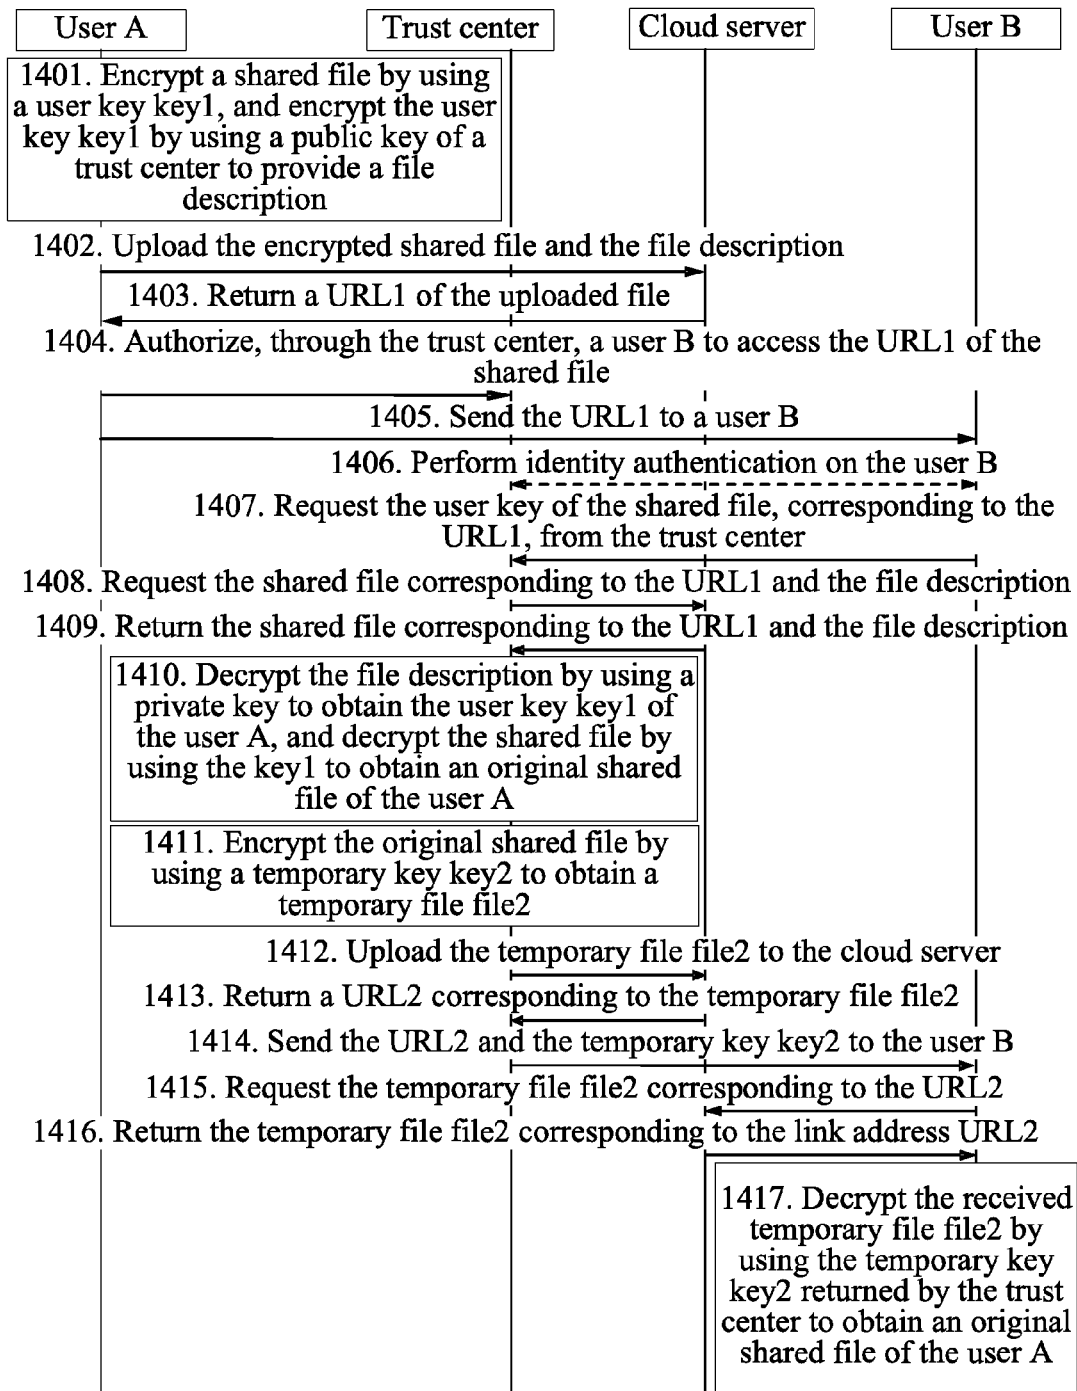 User A
Trust center
Cloud server
User B
1401. Encrypt a shared file by using
a user key key1, and encrypt the user
key key1 by using a public key of a
trust center to provide a file
description
1402. Upload the encrypted shared file and the file description
1403. Return a URL1 of the uploaded file
1404. Authorize, through the trust center, a user B to access the URL1 of the
shared file
1405. Send the URL1 to a user B
1406. Perform identity authentication on the user B
1407. Request the user key of the shared file, corresponding to the
URL1, from the trust center
1408. Request the shared file corresponding to the URL1 and the file description
1409. Return the shared file corresponding to the URL1 and the file description
1410. Decrypt the file description by using a
private key to obtain the user key key1 of
the user A, and decrypt the shared file by
using the key1 to obtain an original shared
file of the user A
1411. Encrypt the original shared file by
using a temporary key key2 to obtain a
temporary file file2
1412. Upload the temporary file file2 to the cloud server
1413. Return a URL2 corresponding to the temporary file file2
1414. Send the URL2 and the temporary key key2 to the user B
1415. Request the temporary file file2 corresponding to the URL2
1416. Return the temporary file file2 corresponding to the link address URL2
1417. Decrypt the received
temporary file file2 by
using the temporary key
key2 returned by the trust
center to obtain an original
shared file of the user A